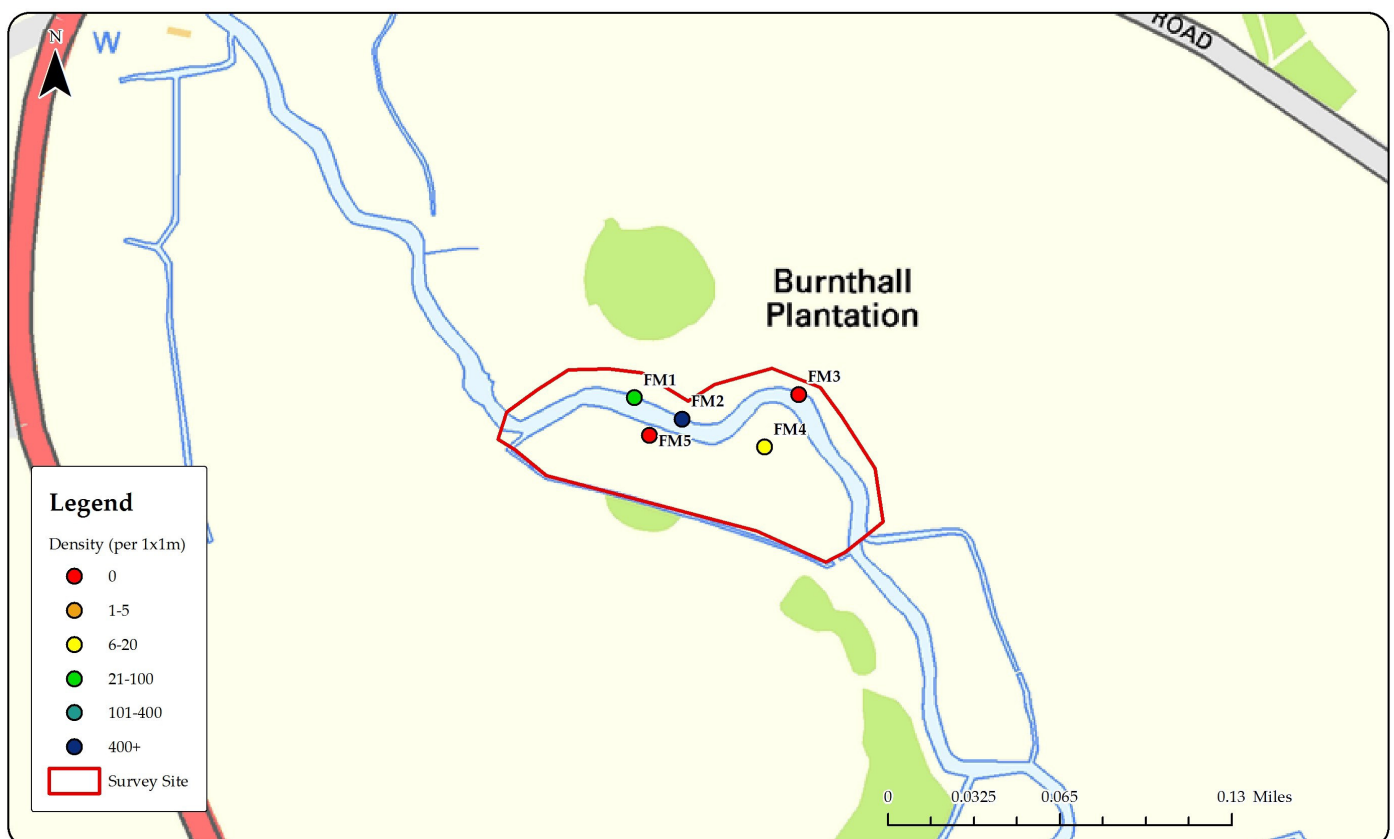 ROAD
N
W
Burnthall
Plantation
FM1
FM3
FM2
FM4
FM5
Legend
Density (per 1x1m)
0
1-5
6-20
21-100
101-400
400+
Survey Site
0 0.0325 0.065 0.13 Miles